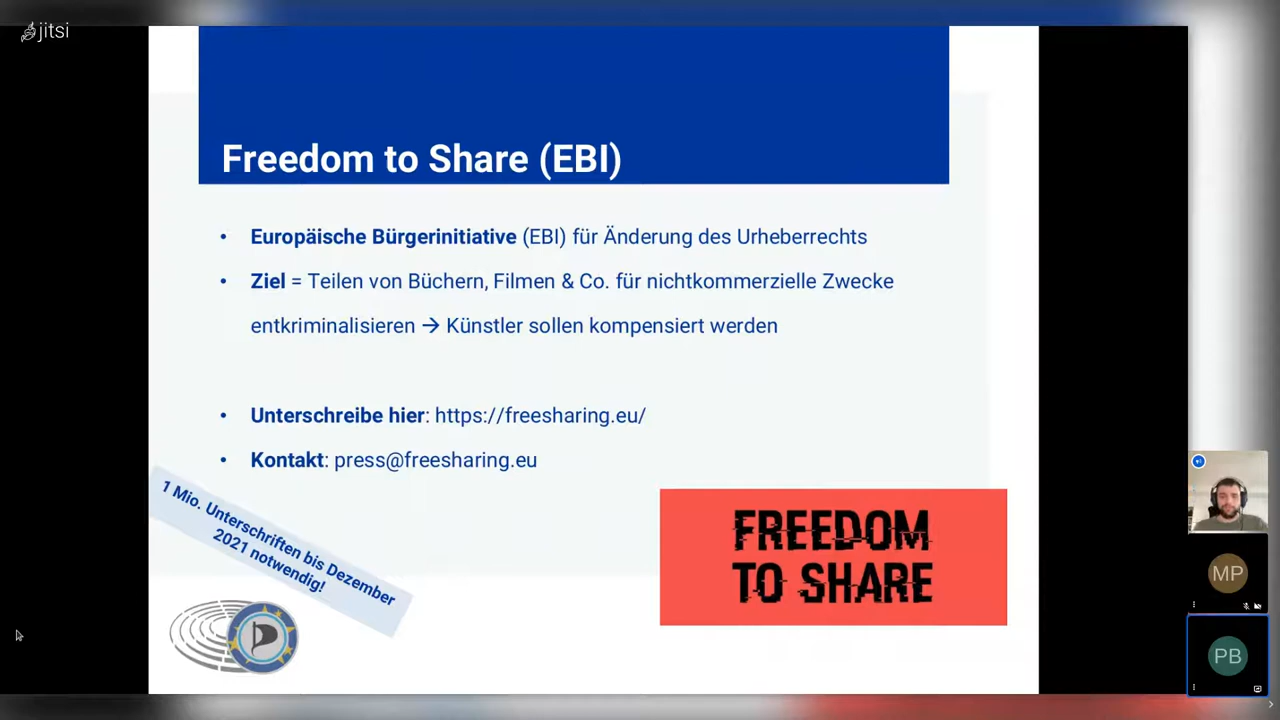 jitsi
Freedom to Share (EBI)
• Europäische Bürgerinitiative (EBI) für Änderung des Urheberrechts
• Ziel = Teilen von Büchern, Filmen & Co. für nichtkommerzielle Zwecke
entkriminalisieren → Künstler sollen kompensiert werden
• Unterschreibe hier: https://freesharing.eu/
• Kontakt: press@freesharing.eu
1 Mio. Unterschriften bis Dezember
2021 notwendig!
FREEDOM
TO SHARE
MP
PB